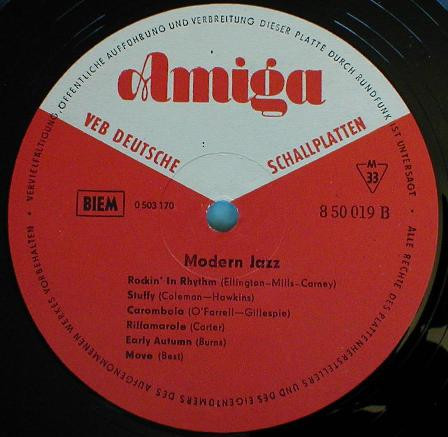 VERVIELFÄLTIGUNG, ÖFFENTLICHE AUFFÜHRUNG UND VERBREITUNG DIESER PLATTE DURCH RUNDFUNK IST UNTERSAGT • ALLE RECHTE DES PLATTENHERSTELLERS UND DES EIGENTÜMERS DES AUFGENOMMENEN WERKES VORBEHALTEN •
Amiga
VEB DEUTSCHE SCHALLPLATTEN
BIEM
0 503 170
M
33
8 50 019 B
Modern Jazz
Rockin' In Rhythm (Ellington—Mills—Carney)
Stuffy (Coleman—Hawkins)
Carombola (O'Farrell—Gillespie)
Riffamarole (Carter)
Early Autumn (Burns)
Move (Best)